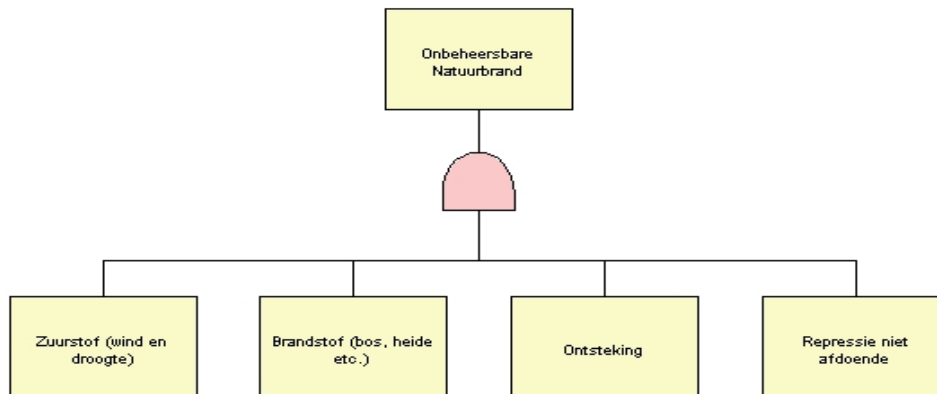 Onbeheersbare
Natuurbrand
Zuurstof (wind en
droogte)
Brandstof (bos, heide
etc.)
Ontsteking
Repressie niet
afdoende